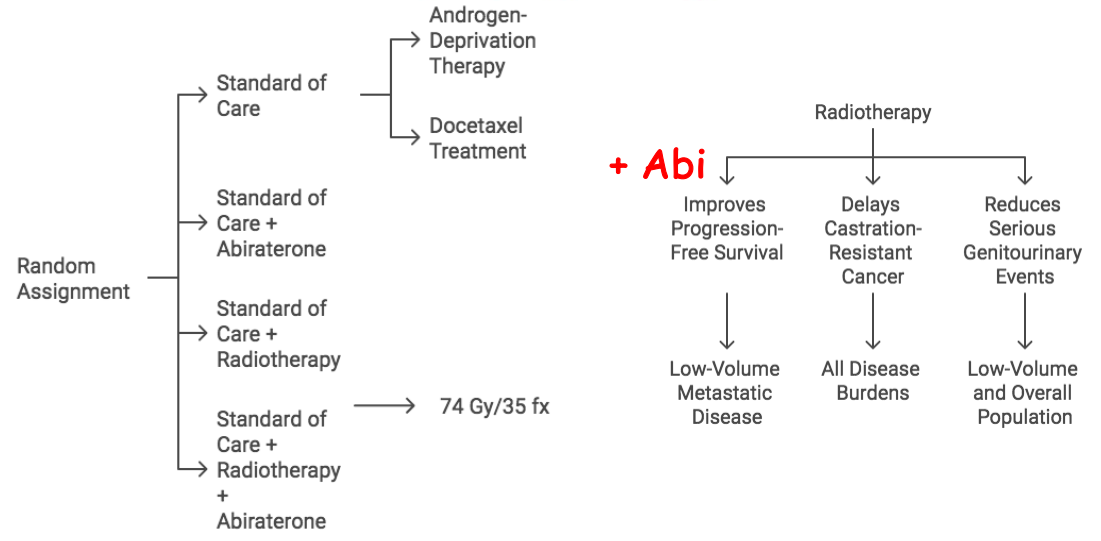 Random
Assignment
Standard of
Care
Androgen-
Deprivation
Therapy
Docetaxel
Treatment
Standard of
Care +
Abiraterone
Standard of
Care +
Radiotherapy
Standard of
Care +
Radiotherapy
+
Abiraterone
74 Gy/35 fx
Radiotherapy
+ Abi
Improves
Progression-
Free Survival
Delays
Castration-
Resistant
Cancer
Reduces
Serious
Genitourinary
Events
Low-Volume
Metastatic
Disease
All Disease
Burdens
Low-Volume
and Overall
Population